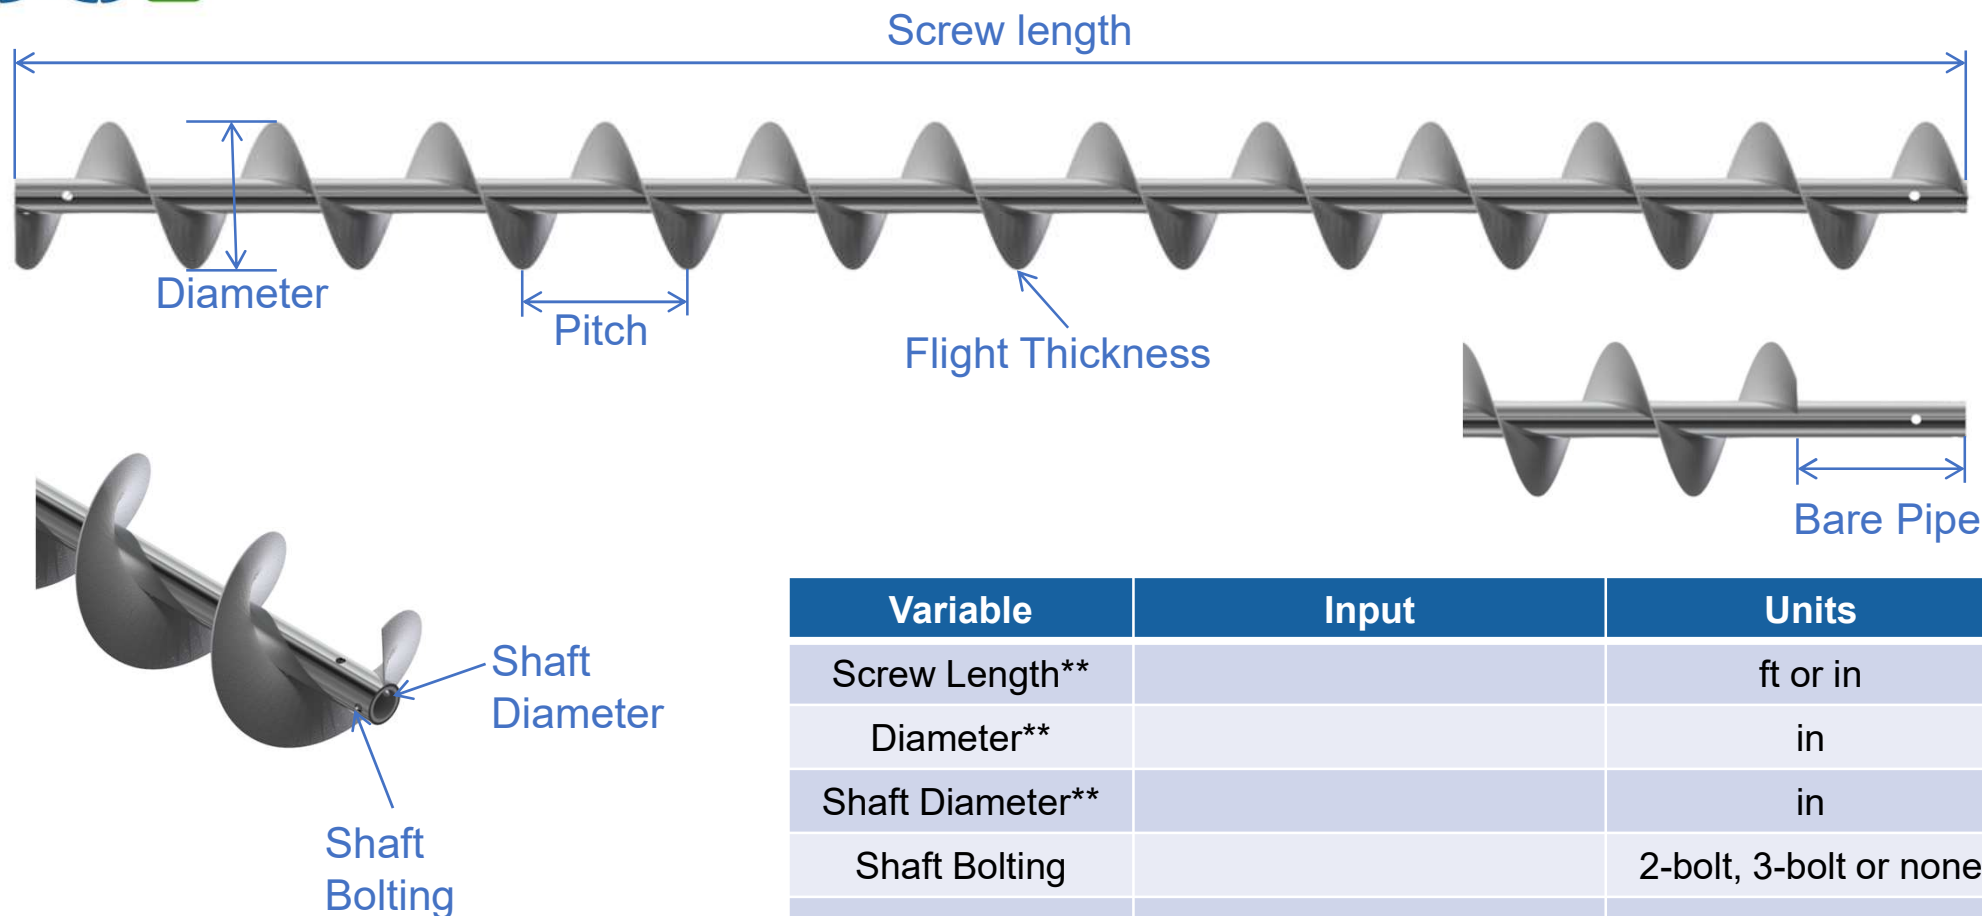 Screw length
Diameter
Pitch
Flight Thickness
Bare Pipe
Shaft
Diameter
Shaft
Bolting
Variable Input Units
Screw Length** ft or in
Diameter** in
Shaft Diameter** in
Shaft Bolting 2-bolt, 3-bolt or none